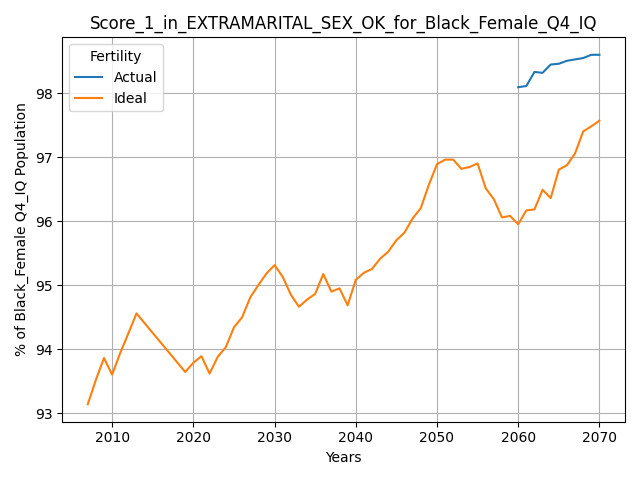 Score_1_in_EXTRAMARITAL_SEX_OK_for_Black_Female_Q4_IQ
Fertility
Actual
Ideal
% of Black_Female Q4_IQ Population
98
97
96
95
94
93
2010
2020
2030
2040
2050
2060
2070
Years